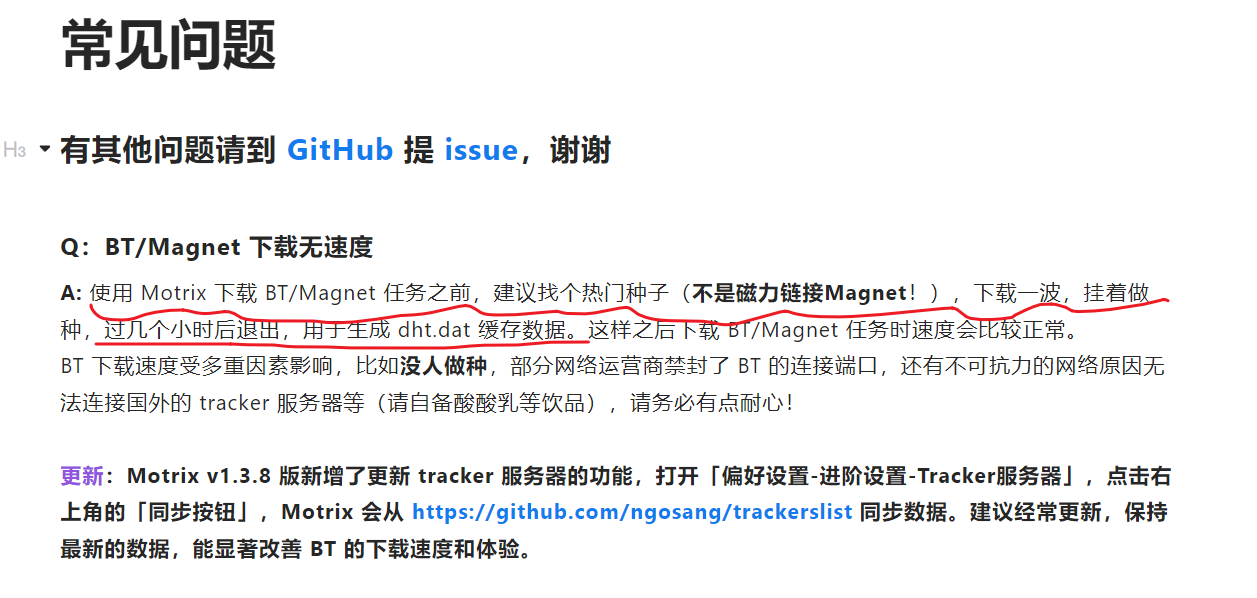 常见问题
H3 有其他问题请到 GitHub 提 issue，谢谢
Q：BT/Magnet 下载无速度
A: 使用 Motrix 下载 BT/Magnet 任务之前，建议找个热门种子（不是磁力链接Magnet！），下载一波，挂着做
种，过几个小时后退出，用于生成 dht.dat 缓存数据。这样之后下载 BT/Magnet 任务时速度会比较正常。
BT 下载速度受多重因素影响，比如没人做种，部分网络运营商禁封了 BT 的连接端口，还有不可抗力的网络原因无
法连接国外的 tracker 服务器等（请自备酸酸乳等饮品），请务必有点耐心！
更新：Motrix v1.3.8 版新增了更新 tracker 服务器的功能，打开「偏好设置-进阶设置-Tracker服务器」，点击右
上角的「同步按钮」，Motrix 会从 https://github.com/ngosang/trackerslist 同步数据。建议经常更新，保持
最新的数据，能显著改善 BT 的下载速度和体验。